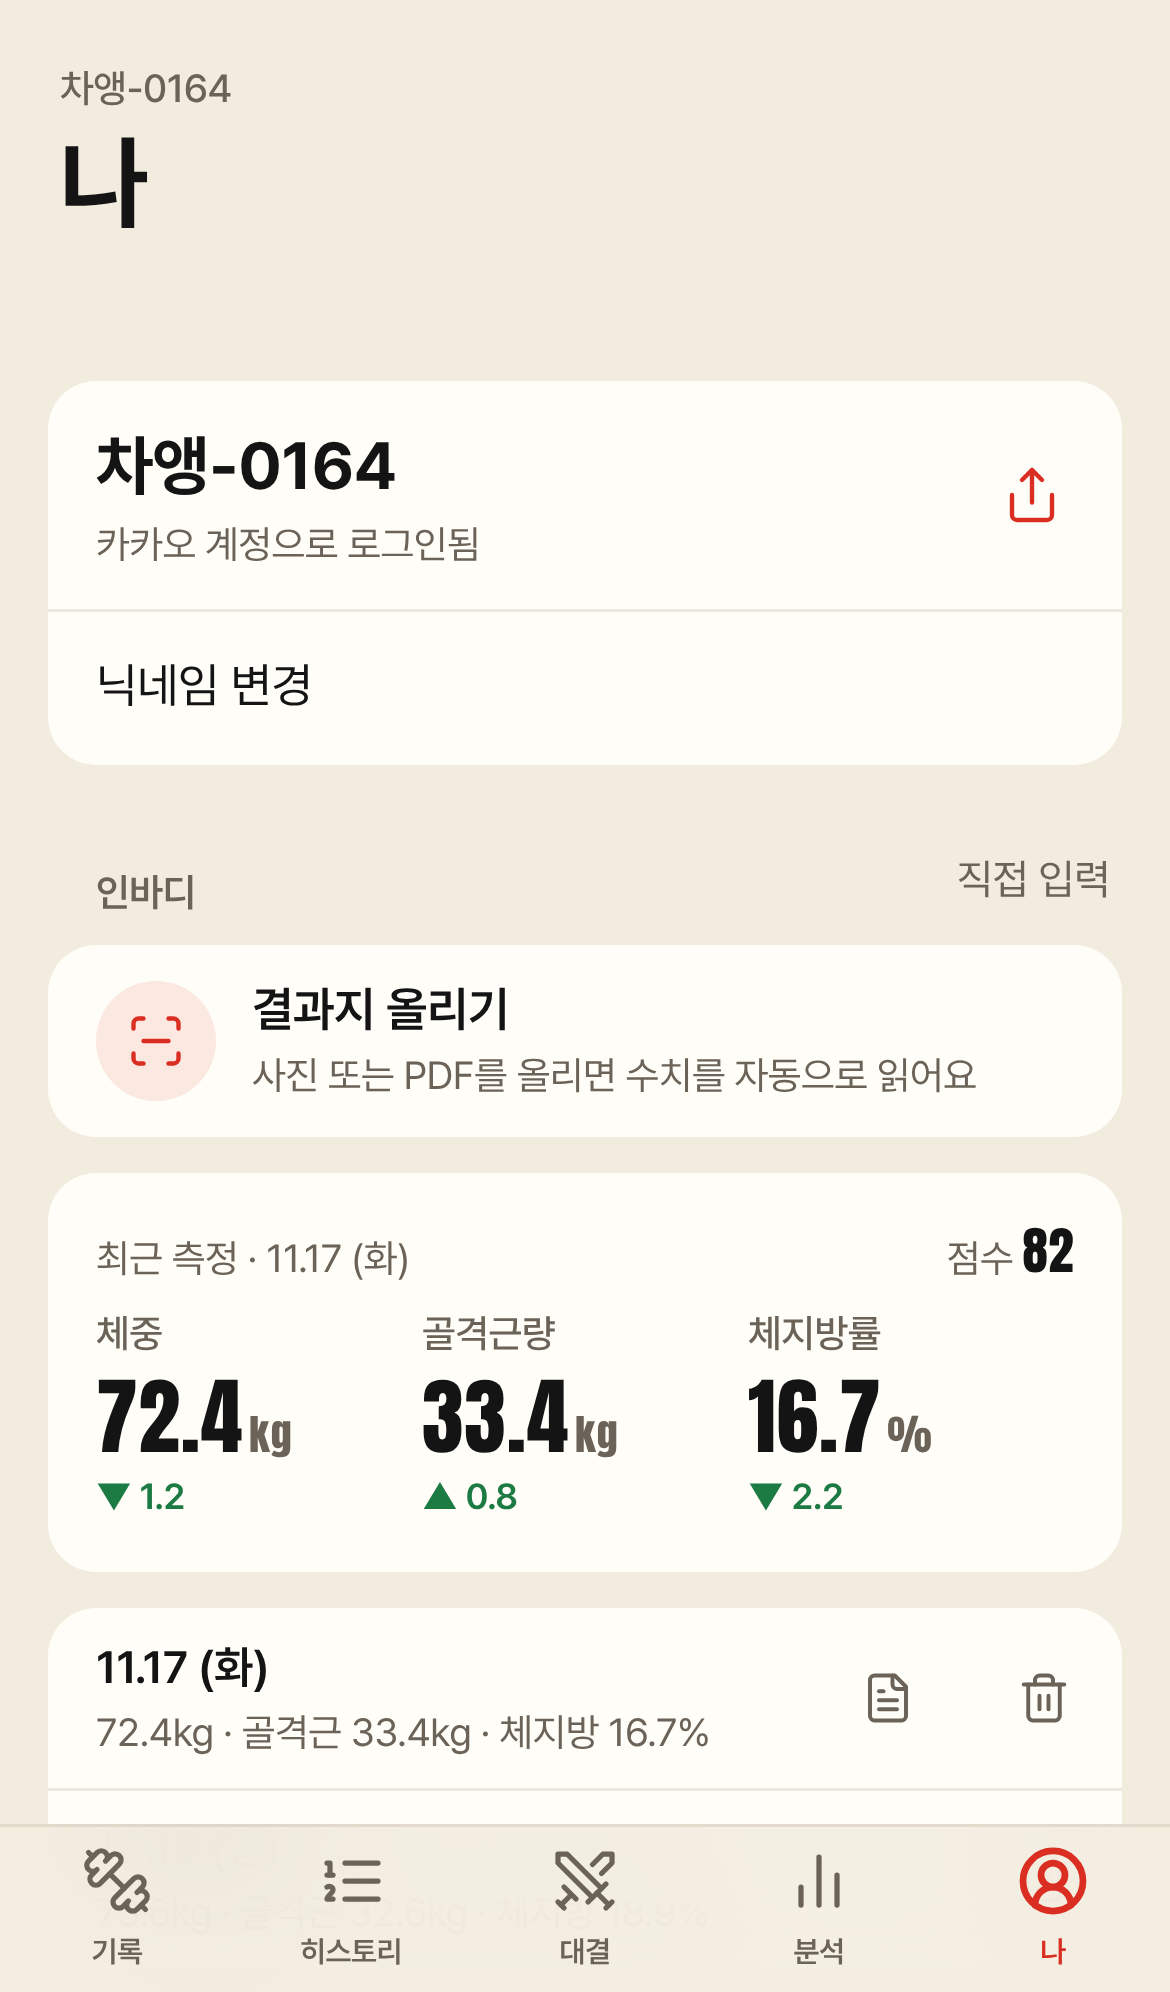 차앵-0164
나
차앵-0164
카카오 계정으로 로그인됨
닉네임 변경
인바디
직접 입력
결과지 올리기
사진 또는 PDF를 올리면 수치를 자동으로 읽어요
최근 측정 · 11.17 (화)
점수 82
체중 골격근량 체지방률
72.4kg 33.4kg 16.7%
▼ 1.2 ▲ 0.8 ▼ 2.2
11.17 (화)
72.4kg · 골격근 33.4kg · 체지방 16.7%
기록 히스토리 대결 분석 나